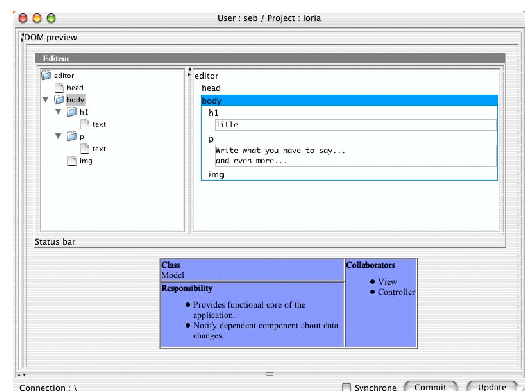 User : seb / Project : loria
DOM preview
Editeur
editor
head
body
h1
text
p
text
img
editor
head
body
h1
Title
p
Write what you have to say...
and even more...
img
Status bar
Class
Model
Responsibility
Provides functional core of the
application.
Notify dependent component about data
changes.
Collaborators
View
Controller
Connection : \
Synchrone
Commit
Update